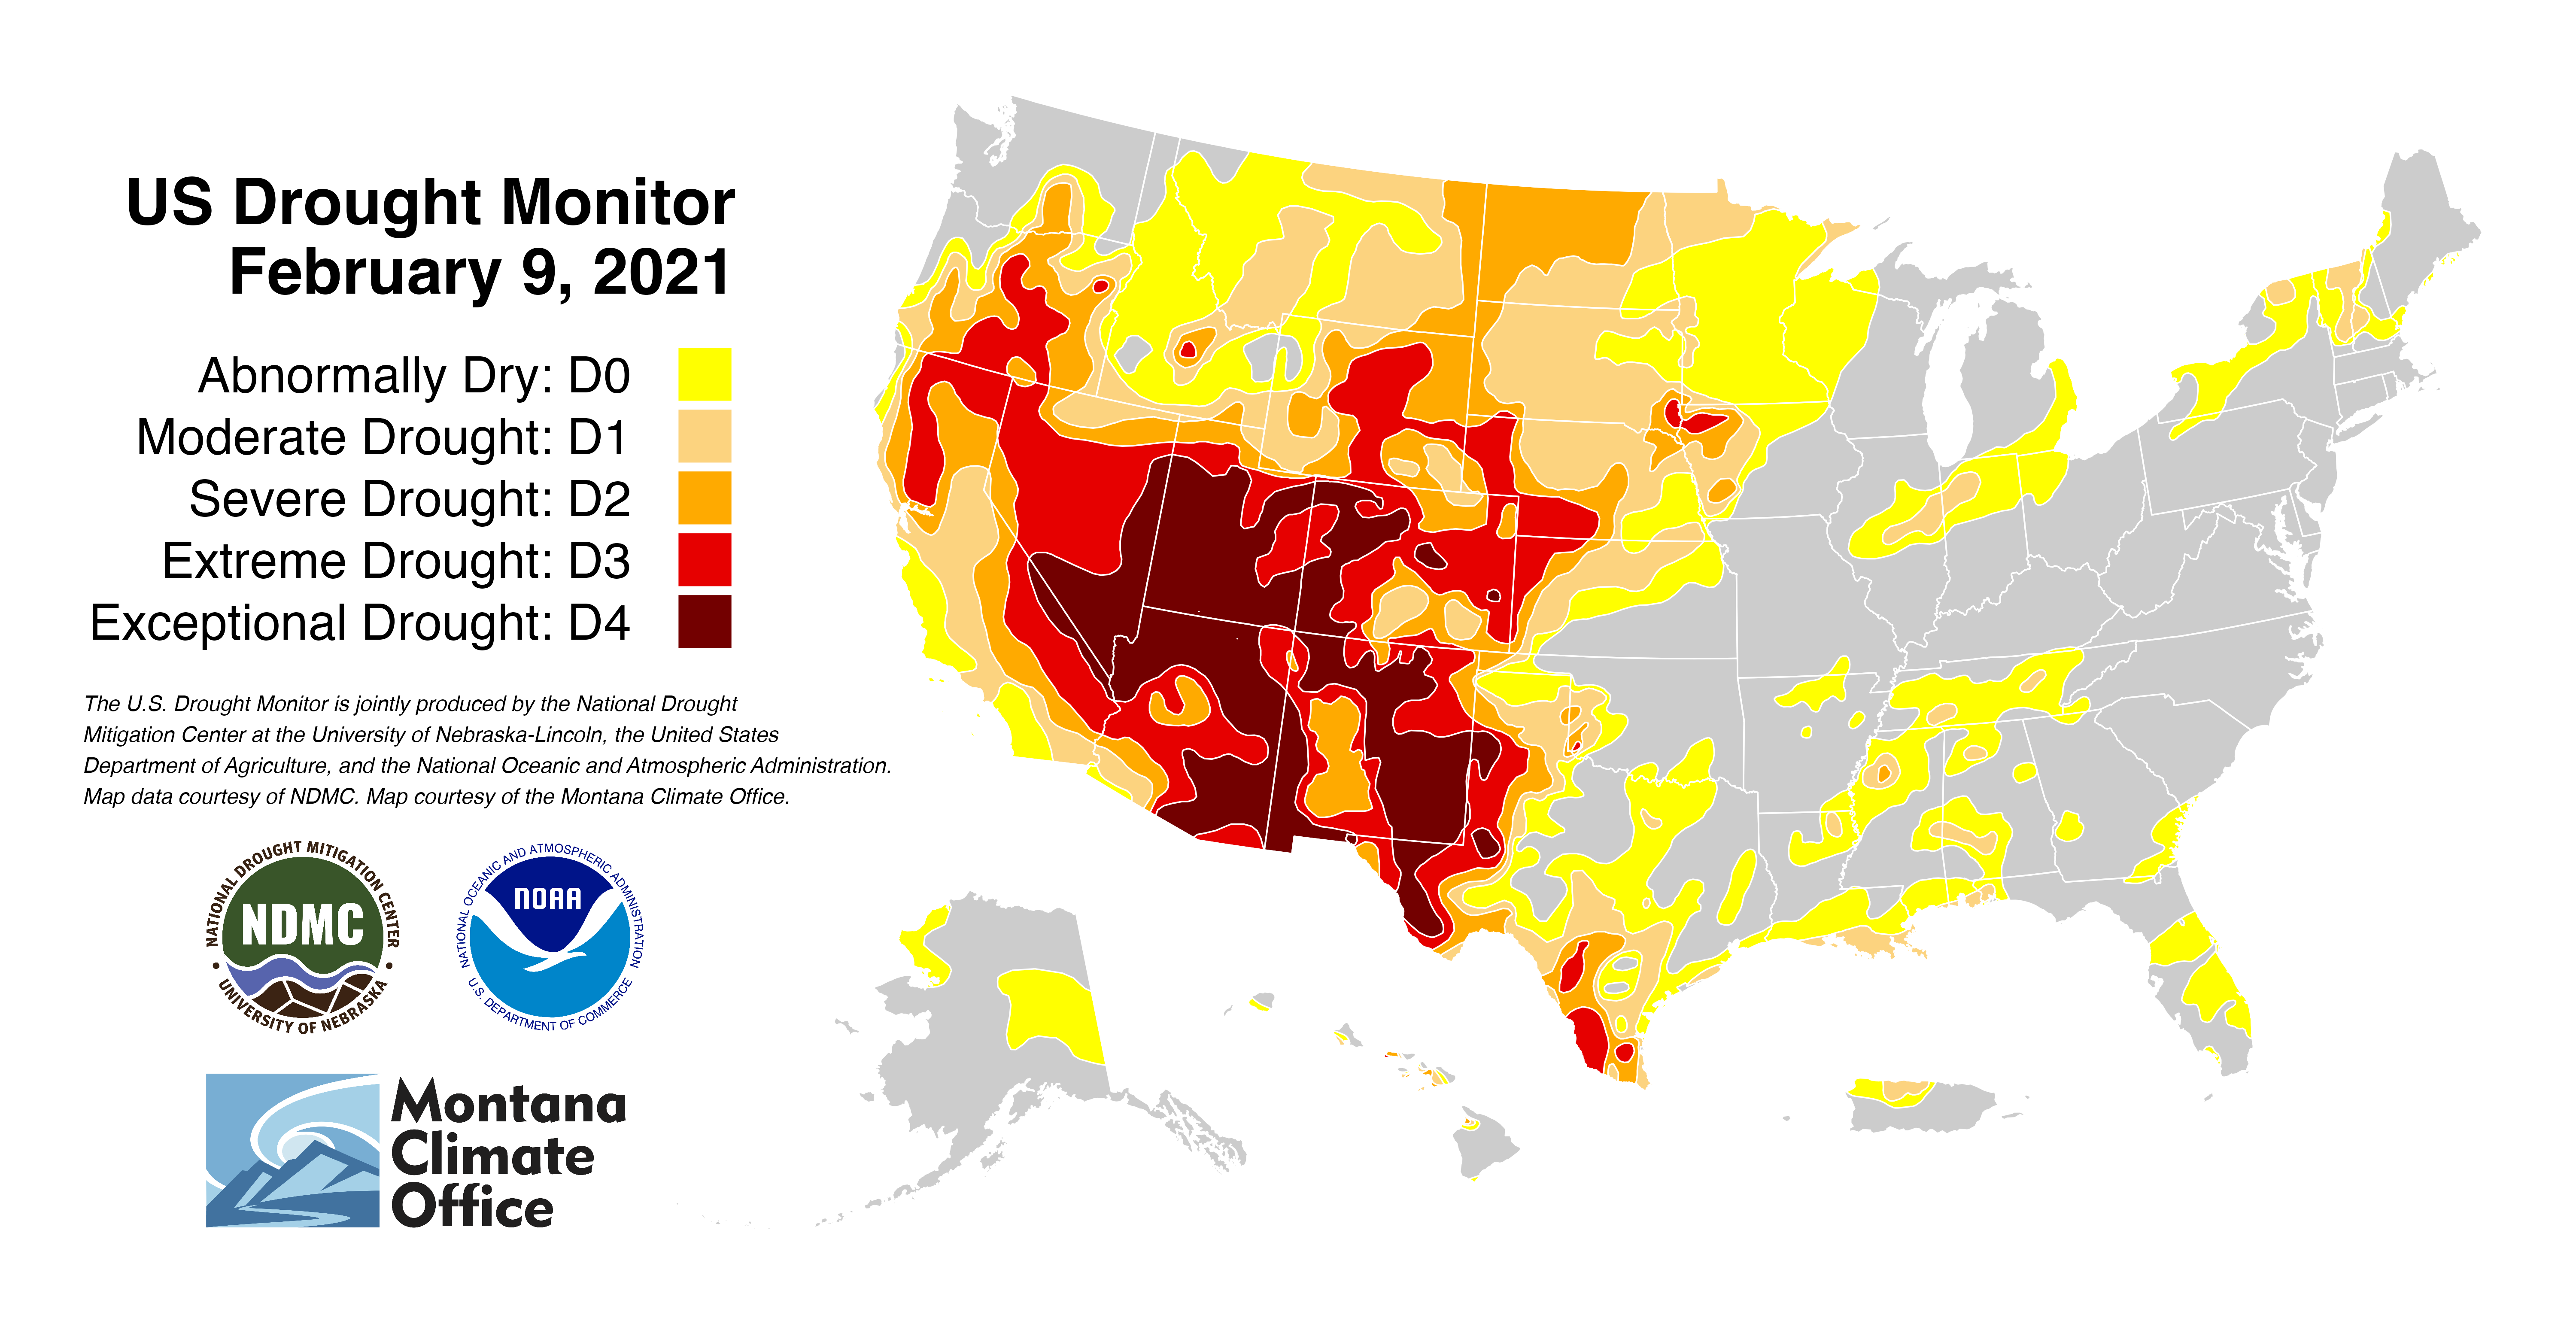 US Drought Monitor
February 9, 2021
Abnormally Dry: D0
Moderate Drought: D1
Severe Drought: D2
Extreme Drought: D3
Exceptional Drought: D4
The U.S. Drought Monitor is jointly produced by the National Drought
Mitigation Center at the University of Nebraska-Lincoln, the United States
Department of Agriculture, and the National Oceanic and Atmospheric Administration.
Map data courtesy of NDMC. Map courtesy of the Montana Climate Office.
NATIONAL DROUGHT MITIGATION CENTER
NDMC
• UNIVERSITY OF NEBRASKA •
NATIONAL OCEANIC AND ATMOSPHERIC ADMINISTRATION
NOAA
U.S. DEPARTMENT OF COMMERCE
Montana
Climate
Office